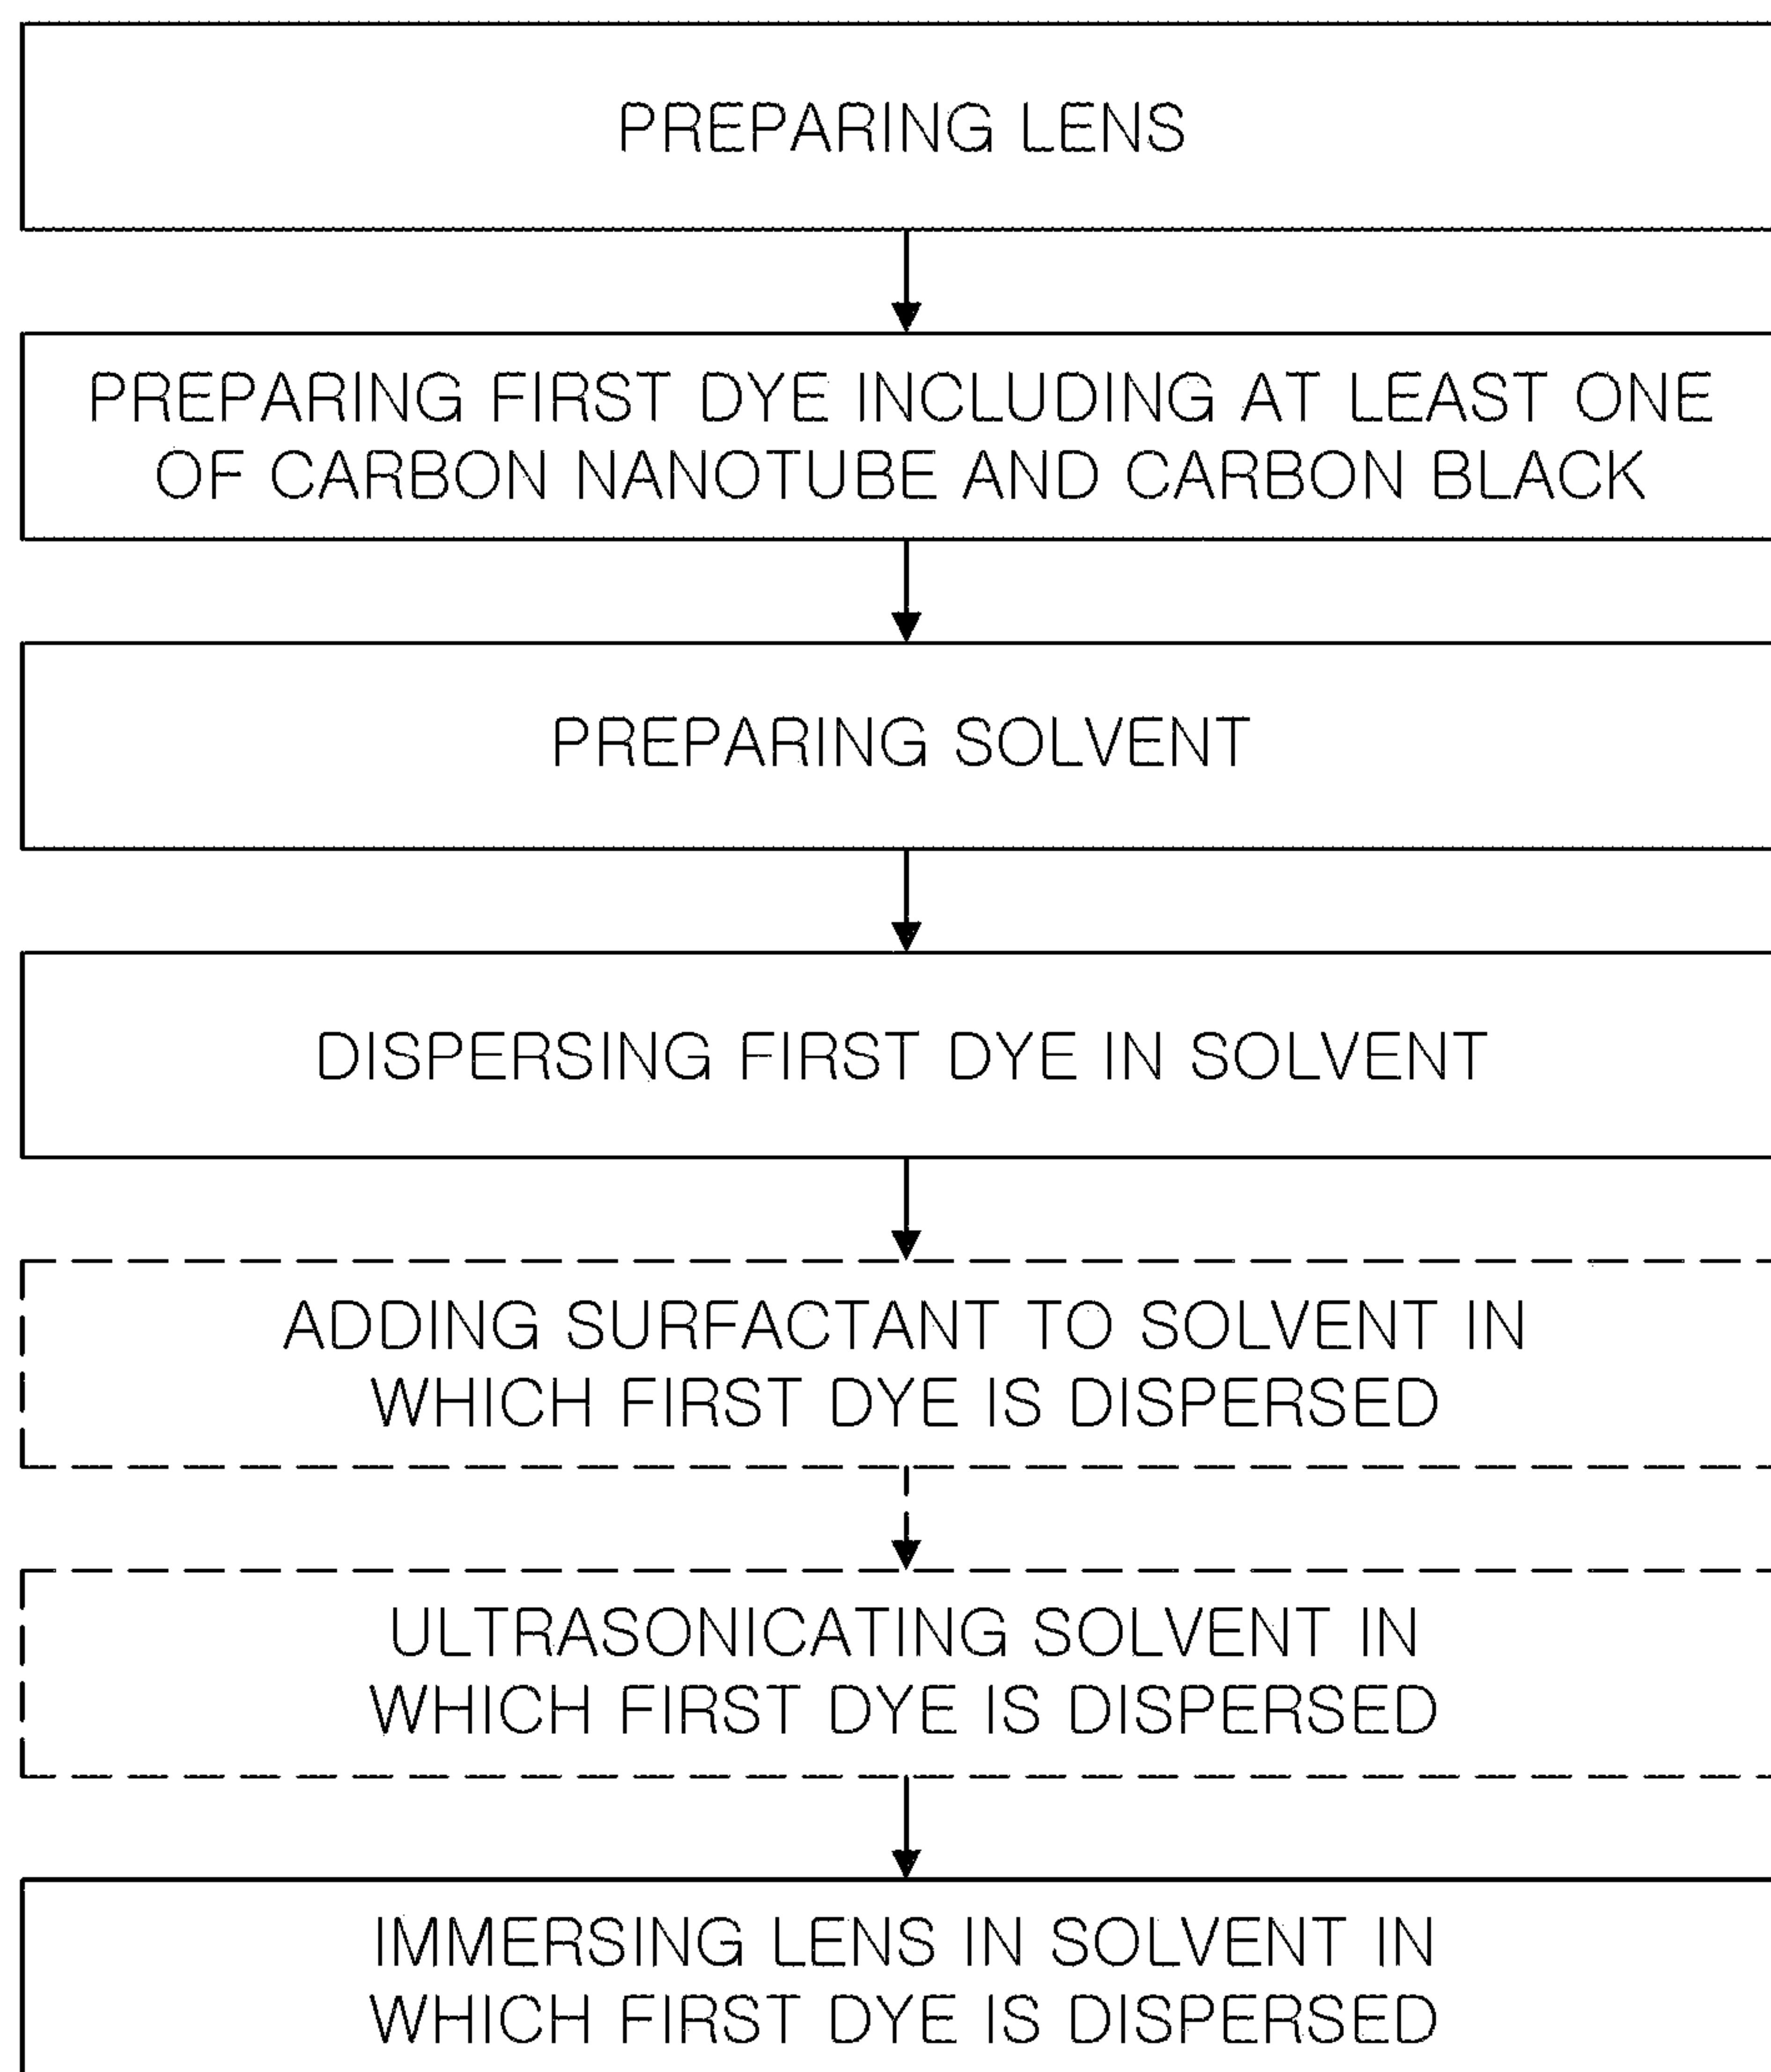 PREPARING LENS
PREPARING FIRST DYE INCLUDING AT LEAST ONE
OF CARBON NANOTUBE AND CARBON BLACK
PREPARING SOLVENT
DISPERSING FIRST DYE IN SOLVENT
ADDING SURFACTANT TO SOLVENT IN
WHICH FIRST DYE IS DISPERSED
ULTRASONICATING SOLVENT IN
WHICH FIRST DYE IS DISPERSED
IMMERSING LENS IN SOLVENT IN
WHICH FIRST DYE IS DISPERSED